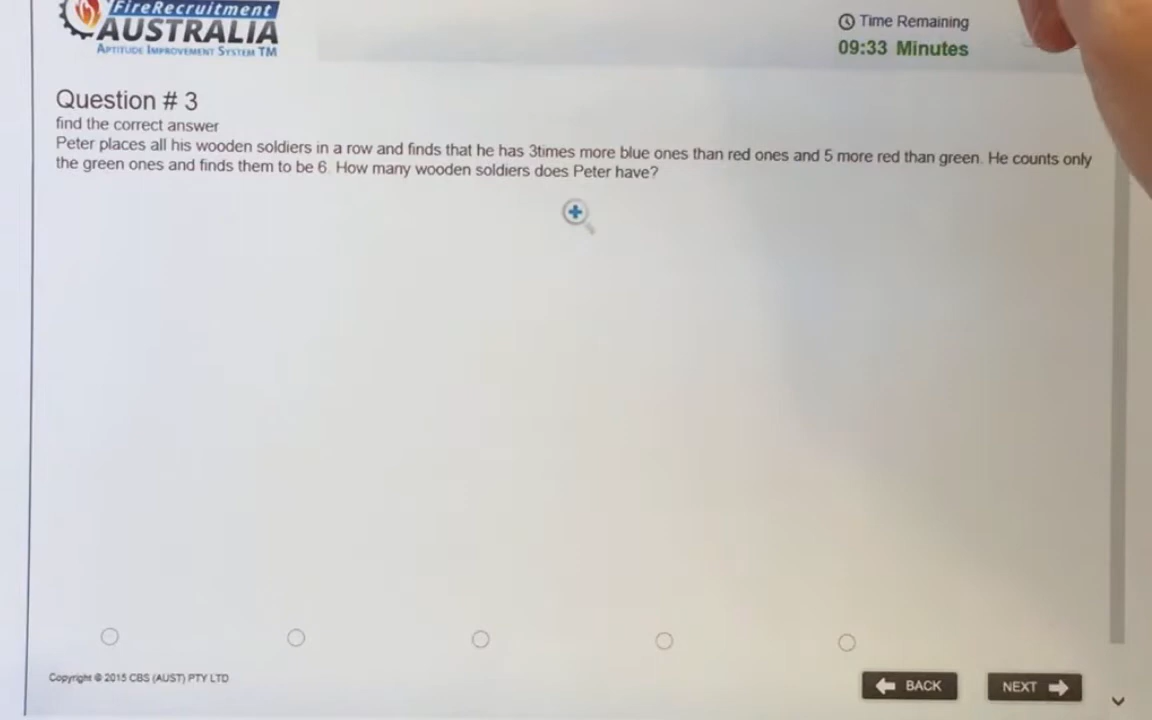 FireRecruitment
AUSTRALIA
APTITUDE IMPROVEMENT SYSTEM TM
Time Remaining
09:33 Minutes
Question # 3
find the correct answer
Peter places all his wooden soldiers in a row and finds that he has 3times more blue ones than red ones and 5 more red than green. He counts only
the green ones and finds them to be 6. How many wooden soldiers does Peter have?
Copyright © 2015 CBS (AUST) PTY LTD
BACK
NEXT